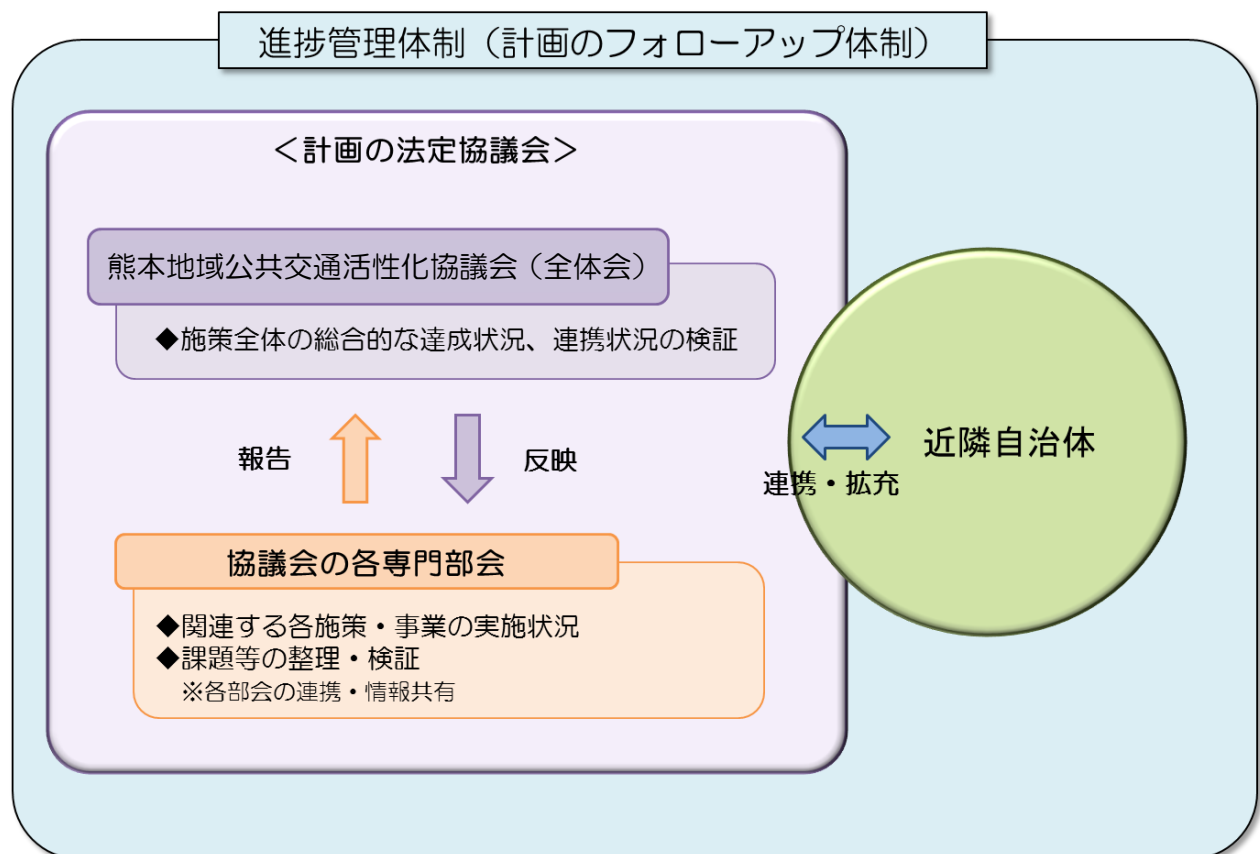 進捗管理体制（計画のフォローアップ体制）
＜計画の法定協議会＞
熊本地域公共交通活性化協議会（全体会）
◆施策全体の総合的な達成状況、連携状況の検証
報告
反映
協議会の各専門部会
◆関連する各施策・事業の実施状況
◆課題等の整理・検証
※各部会の連携・情報共有
近隣自治体
連携・拡充